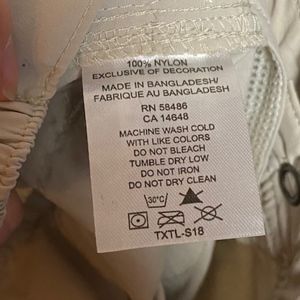 100% NYLON
EXCLUSIVE OF DECORATION
MADE IN BANGLADESH/
FABRIQUE AU BANGLADESH
RN 58486
CA 14648
MACHINE WASH COLD
WITH LIKE COLORS
DO NOT BLEACH
TUMBLE DRY LOW
DO NOT IRON
DO NOT DRY CLEAN
30°C
TXTL-S18